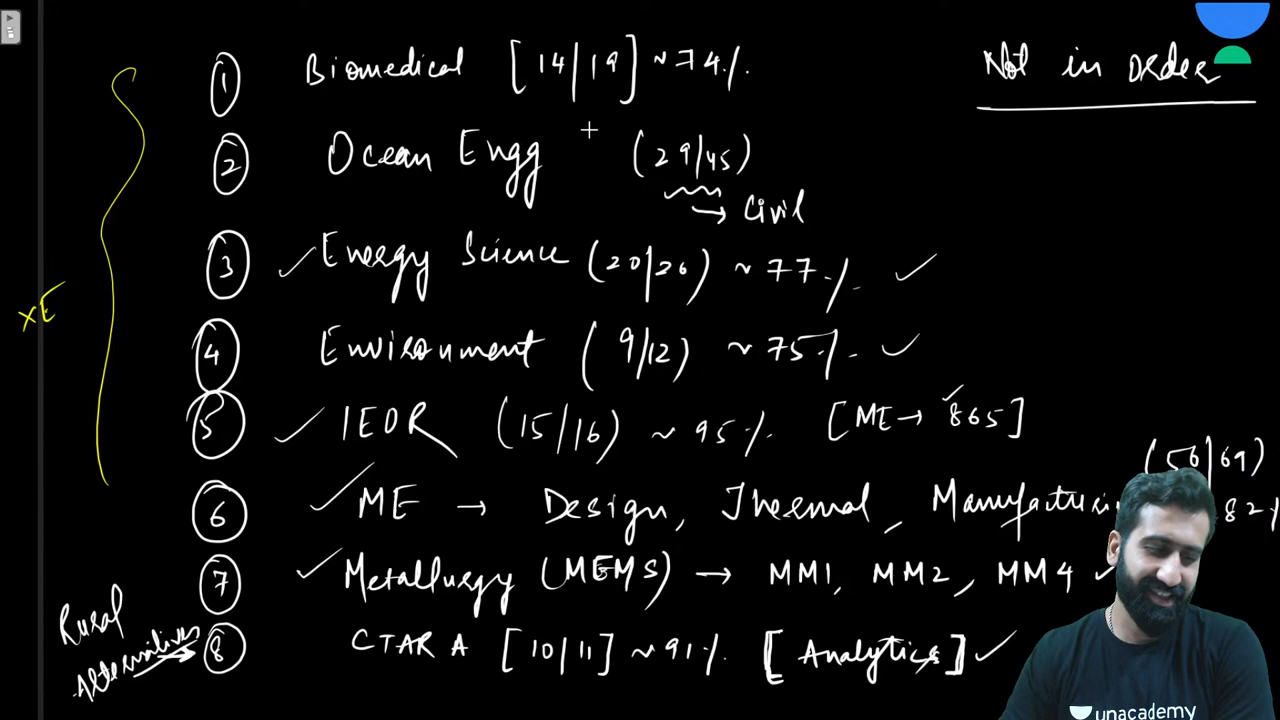 Not in order
① Biomedical [14/19] ~74%.
② Ocean Engg (29/45)
→ Civil
③ ✓ Energy Science (20/26) ~77%. ✓
④ Environment (9/12) ~75%. ✓
XE
⑤ ✓ IEOR (15/16) ~95%. [ME→ 865]
(56/69)
⑥ ✓ ME → Design, Thermal, Manufacturin
82%
⑦ ✓ Metallurgy (MEMS) → MM1, MM2, MM4 ✓
Rural
Alternatives
⑧ CTARA [10/11] ~91%. [Analytics] ✓
unacademy